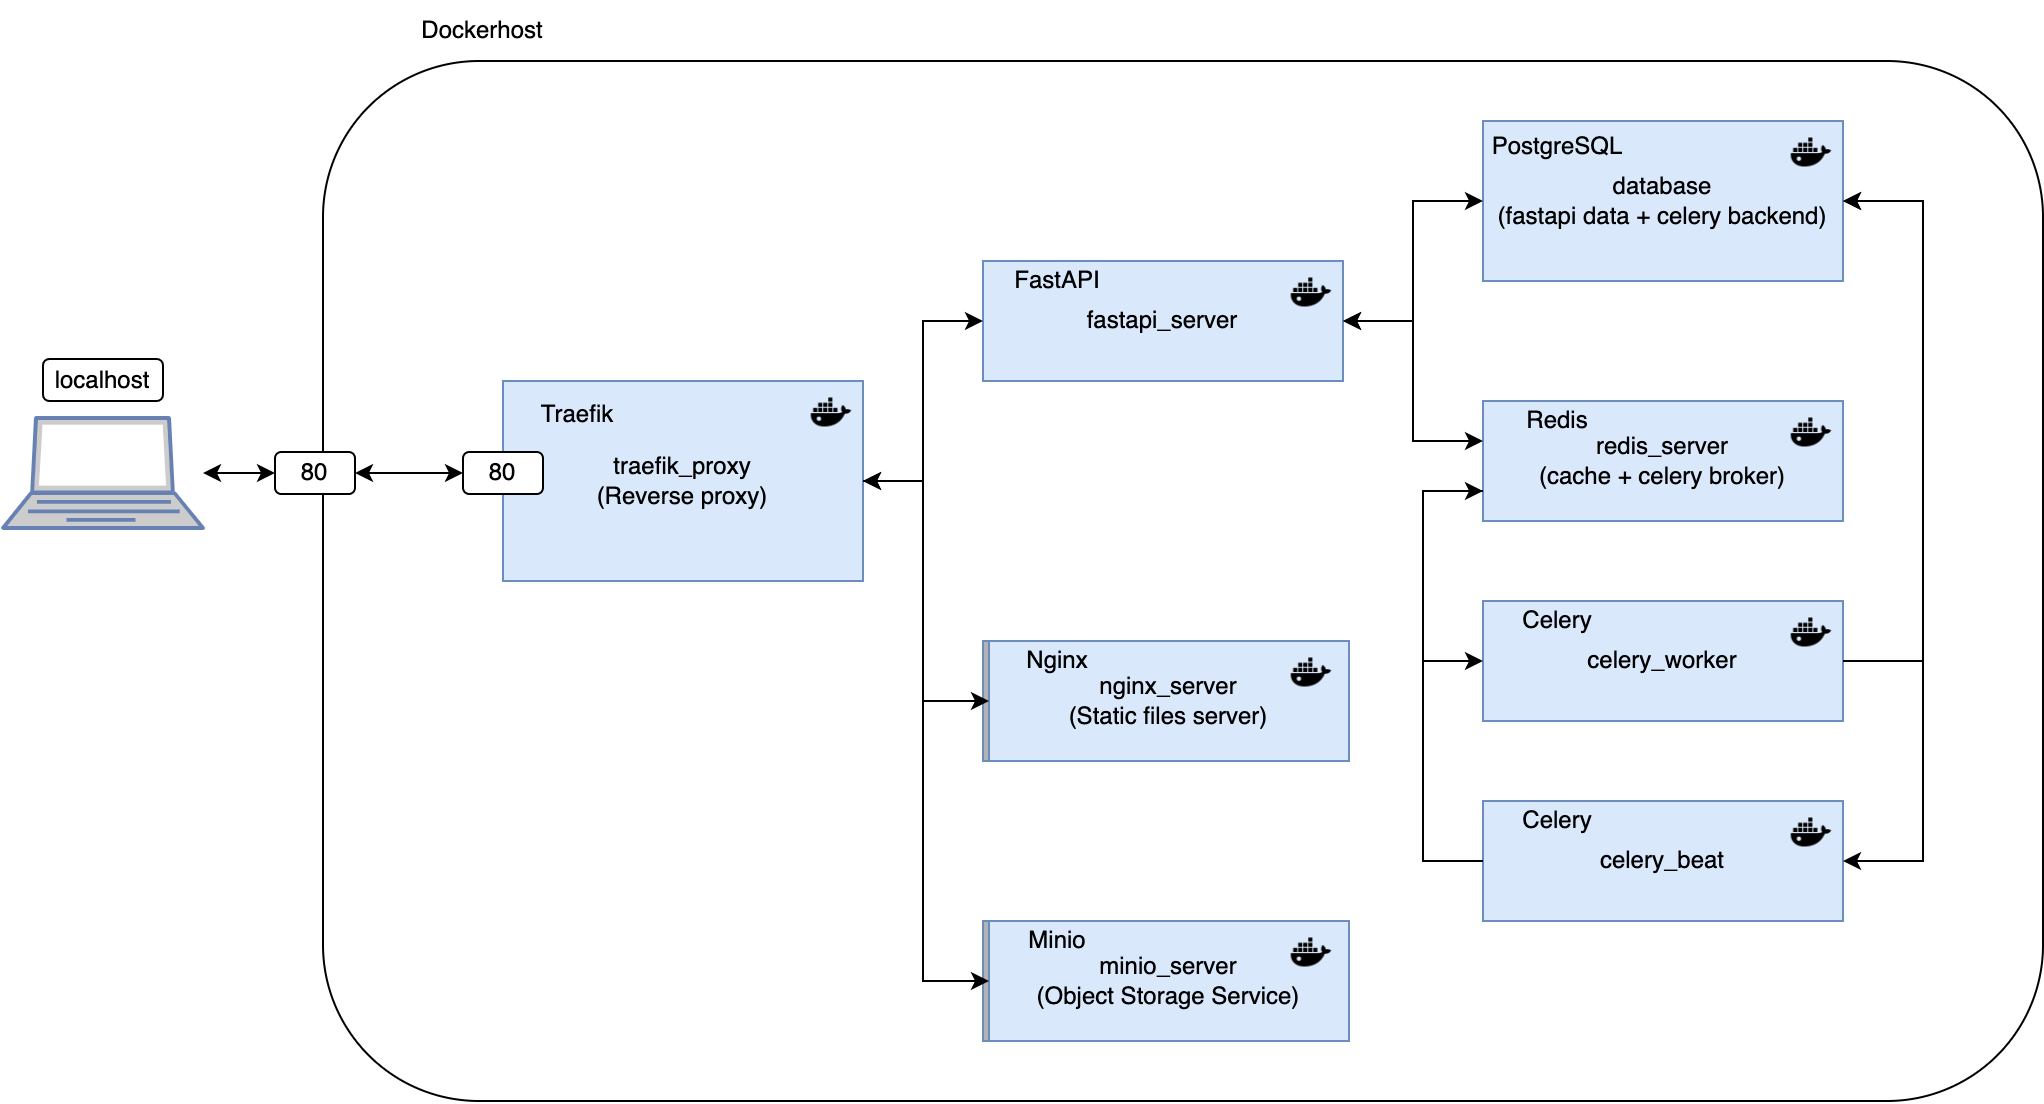 Dockerhost
localhost
80
80
Traefik
traefik_proxy
(Reverse proxy)
FastAPI
fastapi_server
Nginx
nginx_server
(Static files server)
Minio
minio_server
(Object Storage Service)
PostgreSQL
database
(fastapi data + celery backend)
Redis
redis_server
(cache + celery broker)
Celery
celery_worker
Celery
celery_beat